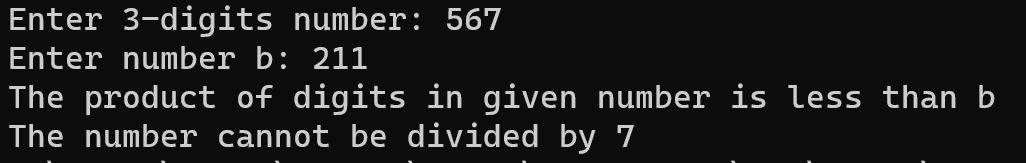 Enter 3-digits number: 567
Enter number b: 211
The product of digits in given number is less than b
The number cannot be divided by 7